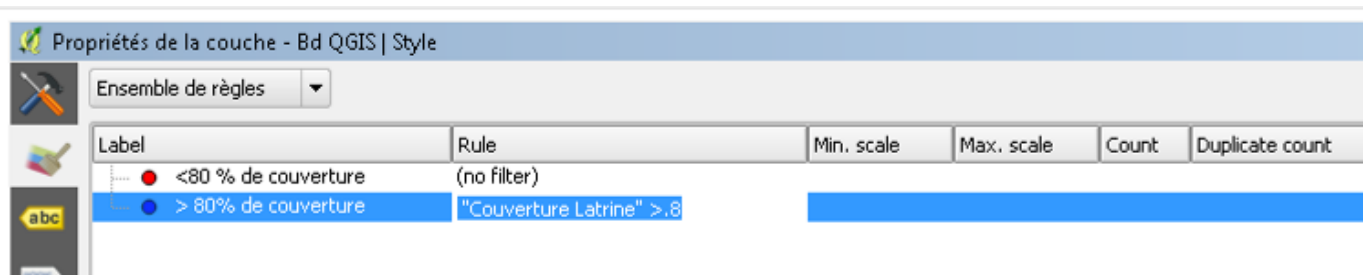 Propriétés de la couche - Bd QGIS | Style
Ensemble de règles
Label Rule Min. scale Max. scale Count Duplicate count
<80 % de couverture (no filter)
> 80% de couverture "Couverture Latrine" >.8
abc